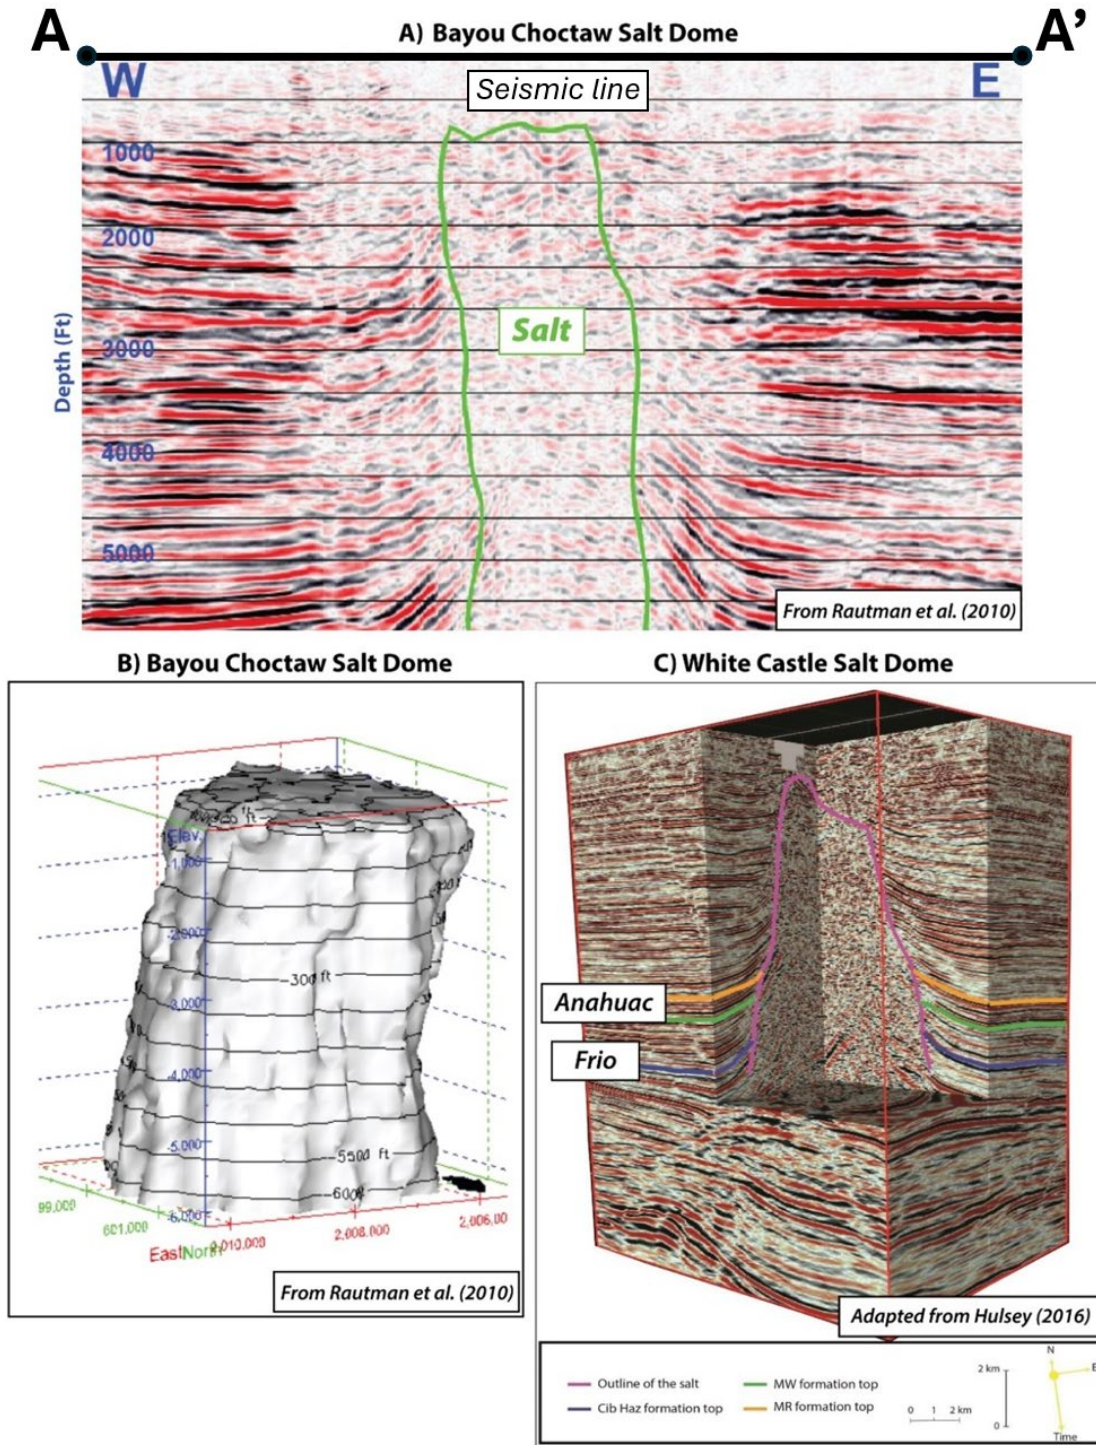 A
A'
A) Bayou Choctaw Salt Dome
W
Seismic line
E
1000
2000
Salt
3000
Depth (Ft)
4000
5000
From Rautman et al. (2010)
B) Bayou Choctaw Salt Dome
C) White Castle Salt Dome
Elev
-1,000
-2,000
-300 ft
-3,000
-4,000
-5,000
-5500 ft
-600
-6,000
99,000
601,000
East
North
2,008,000
2,006,00
From Rautman et al. (2010)
Anahuac
Frio
Adapted from Hulsey (2016)
Outline of the salt
MW formation top
Cib Haz formation top
MR formation top
0 1 2 km
2 km
0
N
E
Time